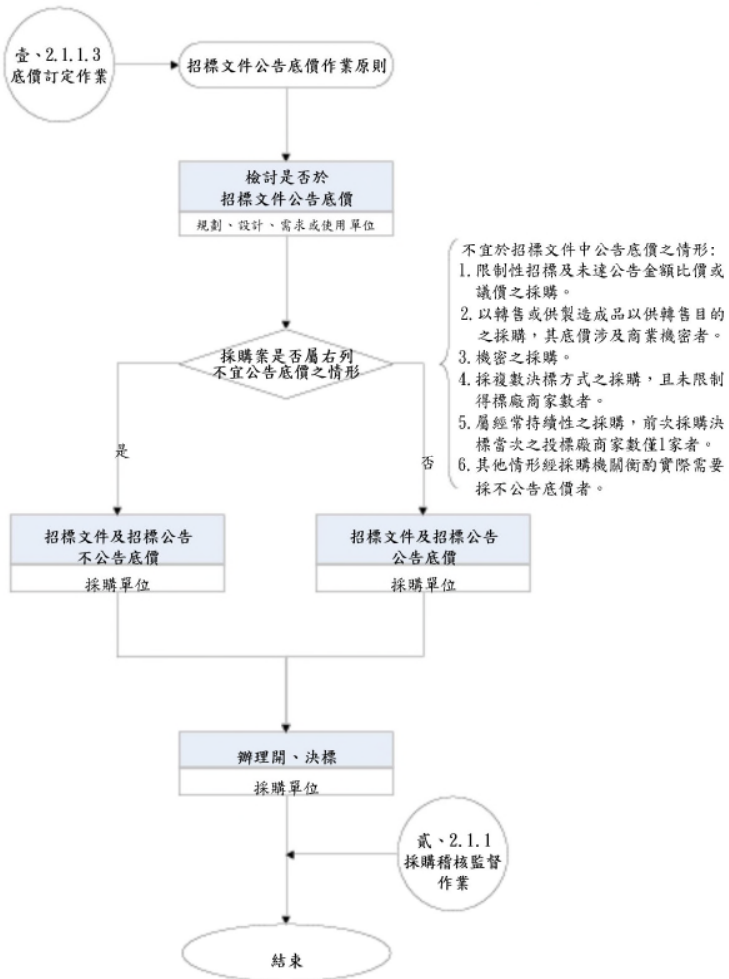 壹、2.1.1.3
底價訂定作業
招標文件公告底價作業原則
檢討是否於
招標文件公告底價
規劃、設計、需求或使用單位
採購案是否屬右列
不宜公告底價之情形
不宜於招標文件中公告底價之情形:
1. 限制性招標及未達公告金額比價或
議價之採購。
2. 以轉售或供製造成品以供轉售目的
之採購，其底價涉及商業機密者。
3. 機密之採購。
4. 採複數決標方式之採購，且未限制
得標廠商家數者。
5. 屬經常持續性之採購，前次採購決
標當次之投標廠商家數僅1家者。
6. 其他情形經採購機關衡酌實際需要
採不公告底價者。
是
否
招標文件及招標公告
不公告底價
採購單位
招標文件及招標公告
公告底價
採購單位
辦理開、決標
採購單位
貳、2.1.1
採購稽核監督
作業
結束